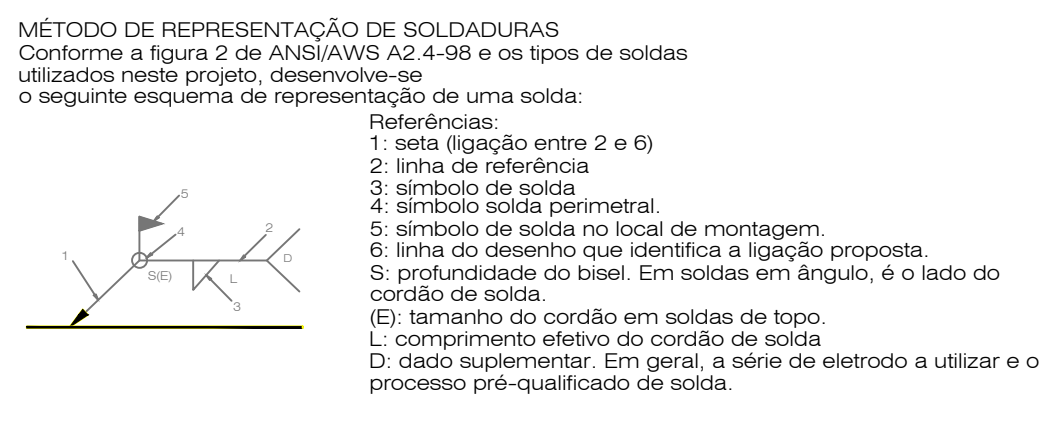 MÉTODO DE REPRESENTAÇÃO DE SOLDADURAS
Conforme a figura 2 de ANSI/AWS A2.4-98 e os tipos de soldas
utilizados neste projeto, desenvolve-se
o seguinte esquema de representação de uma solda:
Referências:
1: seta (ligação entre 2 e 6)
2: linha de referência
3: símbolo de solda
4: símbolo solda perimetral.
5: símbolo de solda no local de montagem.
6: linha do desenho que identifica a ligação proposta.
S: profundidade do bisel. Em soldas em ângulo, é o lado do
cordão de solda.
(E): tamanho do cordão em soldas de topo.
L: comprimento efetivo do cordão de solda
D: dado suplementar. Em geral, a série de eletrodo a utilizar e o
processo pré-qualificado de solda.
5
4
2
1
S(E)
L
D
3